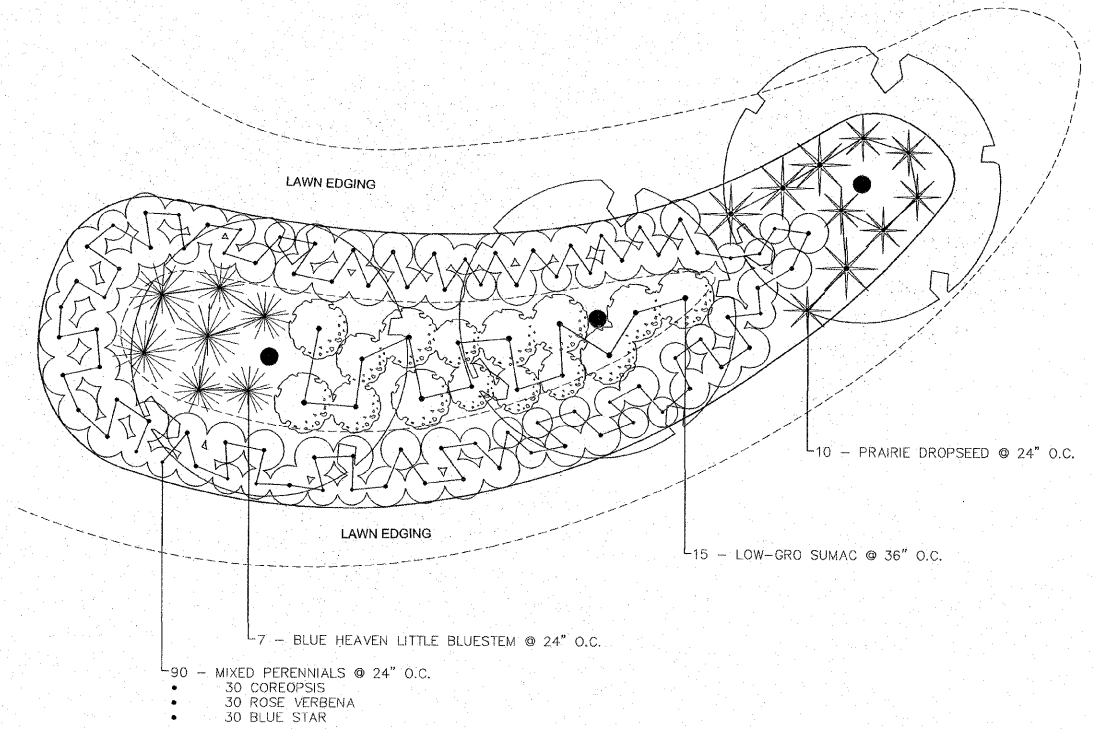 LAWN EDGING
10 - PRAIRIE DROPSEED @ 24" O.C.
LAWN EDGING
15 - LOW-GRO SUMAC @ 36" O.C.
7 - BLUE HEAVEN LITTLE BLUESTEM @ 24" O.C.
90 - MIXED PERENNIALS @ 24" O.C.
• 30 COREOPSIS
• 30 ROSE VERBENA
• 30 BLUE STAR